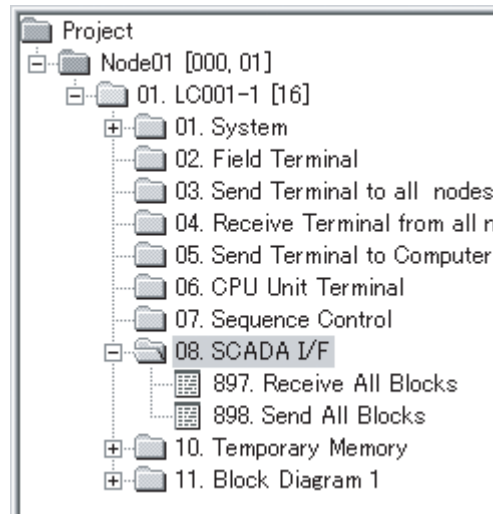 Project
Node01 [000, 01]
01. LC001-1 [16]
01. System
02. Field Terminal
03. Send Terminal to all nodes
04. Receive Terminal from all
05. Send Terminal to Computer
06. CPU Unit Terminal
07. Sequence Control
08. SCADA I/F
897. Receive All Blocks
898. Send All Blocks
10. Temporary Memory
11. Block Diagram 1